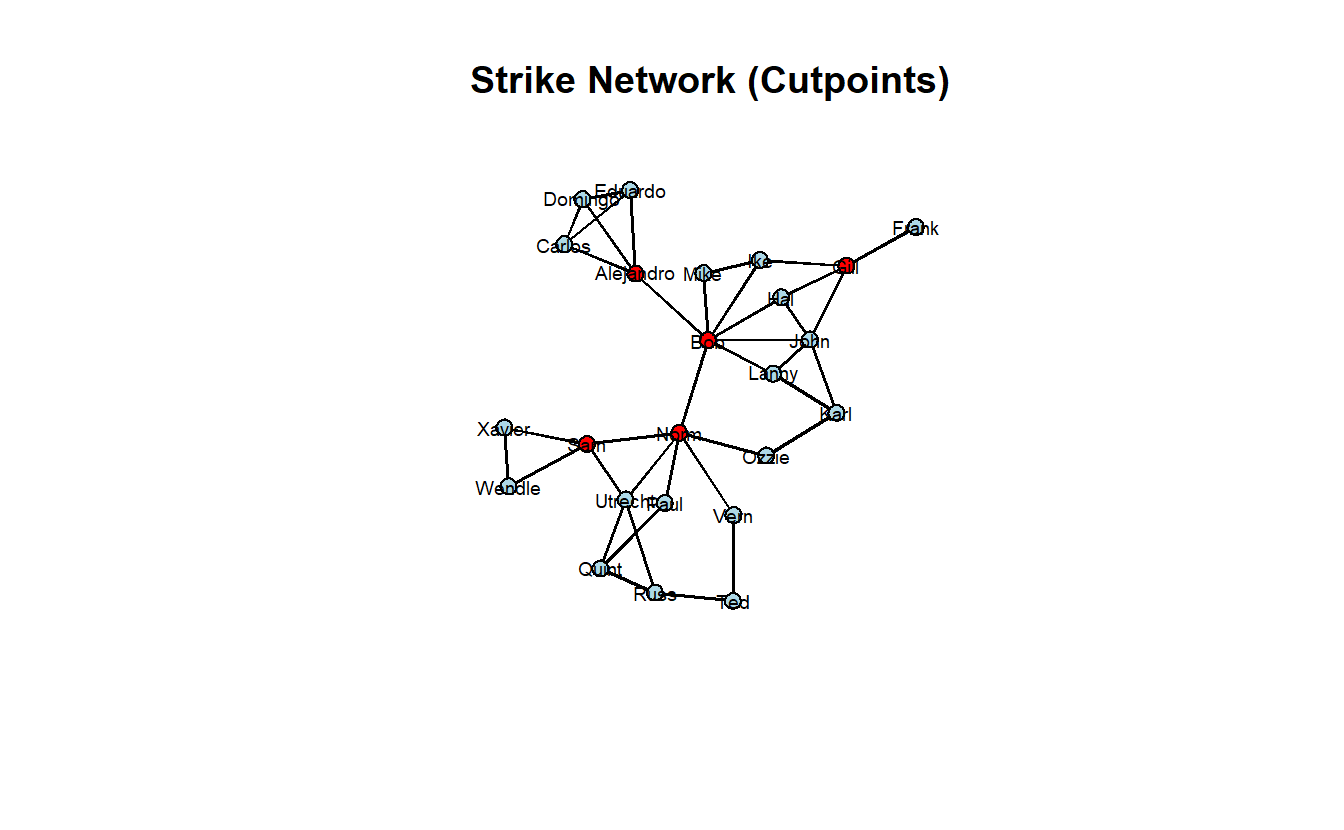 Strike Network (Cutpoints)
Eduardo
Domingo
Frank
Carlos
Ike
Gill
Alejandro
Mike
Hal
Bob
John
Lanny
Karl
Xavier
Norm
Sam
Ozzie
Wendle
Utrecht
Paul
Vern
Quint
Russ
Ted